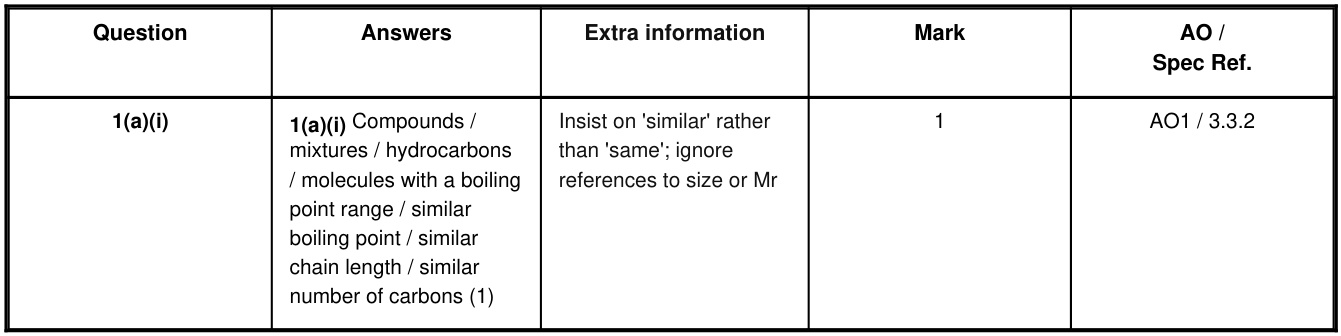 Question Answers Extra information Mark AO /
Spec Ref.
1(a)(i) 1(a)(i) Compounds / Insist on 'similar' rather 1 AO1 / 3.3.2
mixtures / hydrocarbons than 'same'; ignore
/ molecules with a boiling references to size or Mr
point range / similar
boiling point / similar
chain length / similar
number of carbons (1)